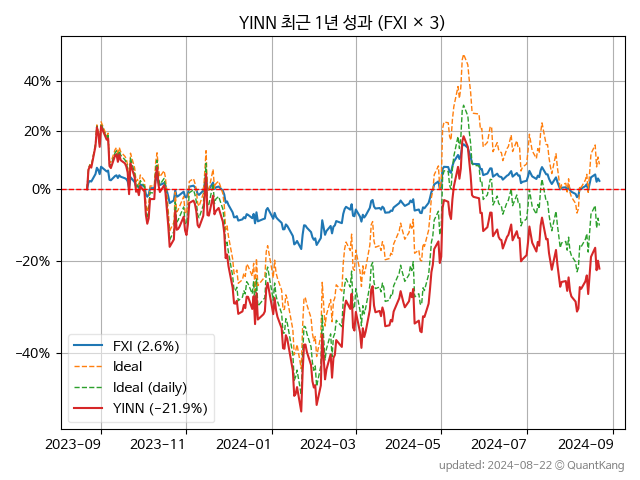 YINN 최근 1년 성과 (FXI × 3)
40%
20%
0%
−20%
−40%
FXI (2.6%)
Ideal
Ideal (daily)
YINN (−21.9%)
2023−09
2023−11
2024−01
2024−03
2024−05
2024−07
2024−09
updated: 2024−08−22 © QuantKang